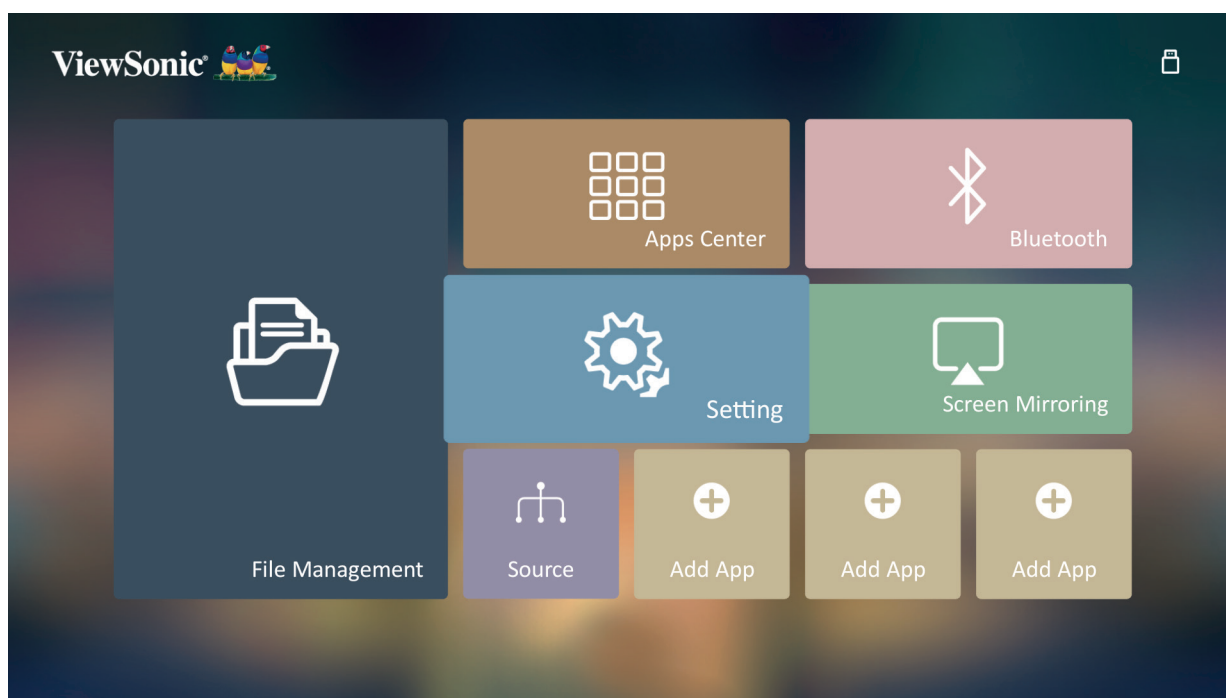 ViewSonic®
Apps Center
Bluetooth
Setting
Screen Mirroring
File Management
Source
Add App
Add App
Add App